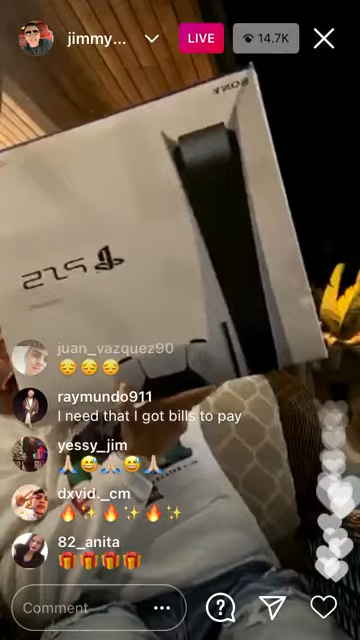 jimmy...
LIVE
14.7K
SONY
PS5
juan_vazquez90
😔😔😔
raymundo911
I need that I got bills to pay
yessy_jim
🙏🏻😅🙏🏻😅🙏🏻
dxvid._cm
🔥✨🔥✨🔥✨
82_anita
🎁🎁🎁🎁
Comment